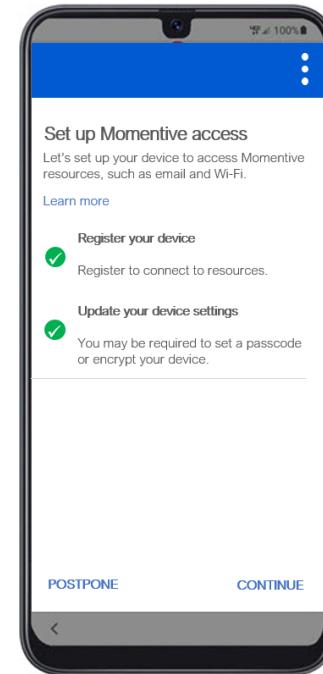 100%
Set up Momentive access
Let's set up your device to access Momentive
resources, such as email and Wi-Fi.
Learn more
Register your device
Register to connect to resources.
Update your device settings
You may be required to set a passcode
or encrypt your device.
POSTPONE
CONTINUE